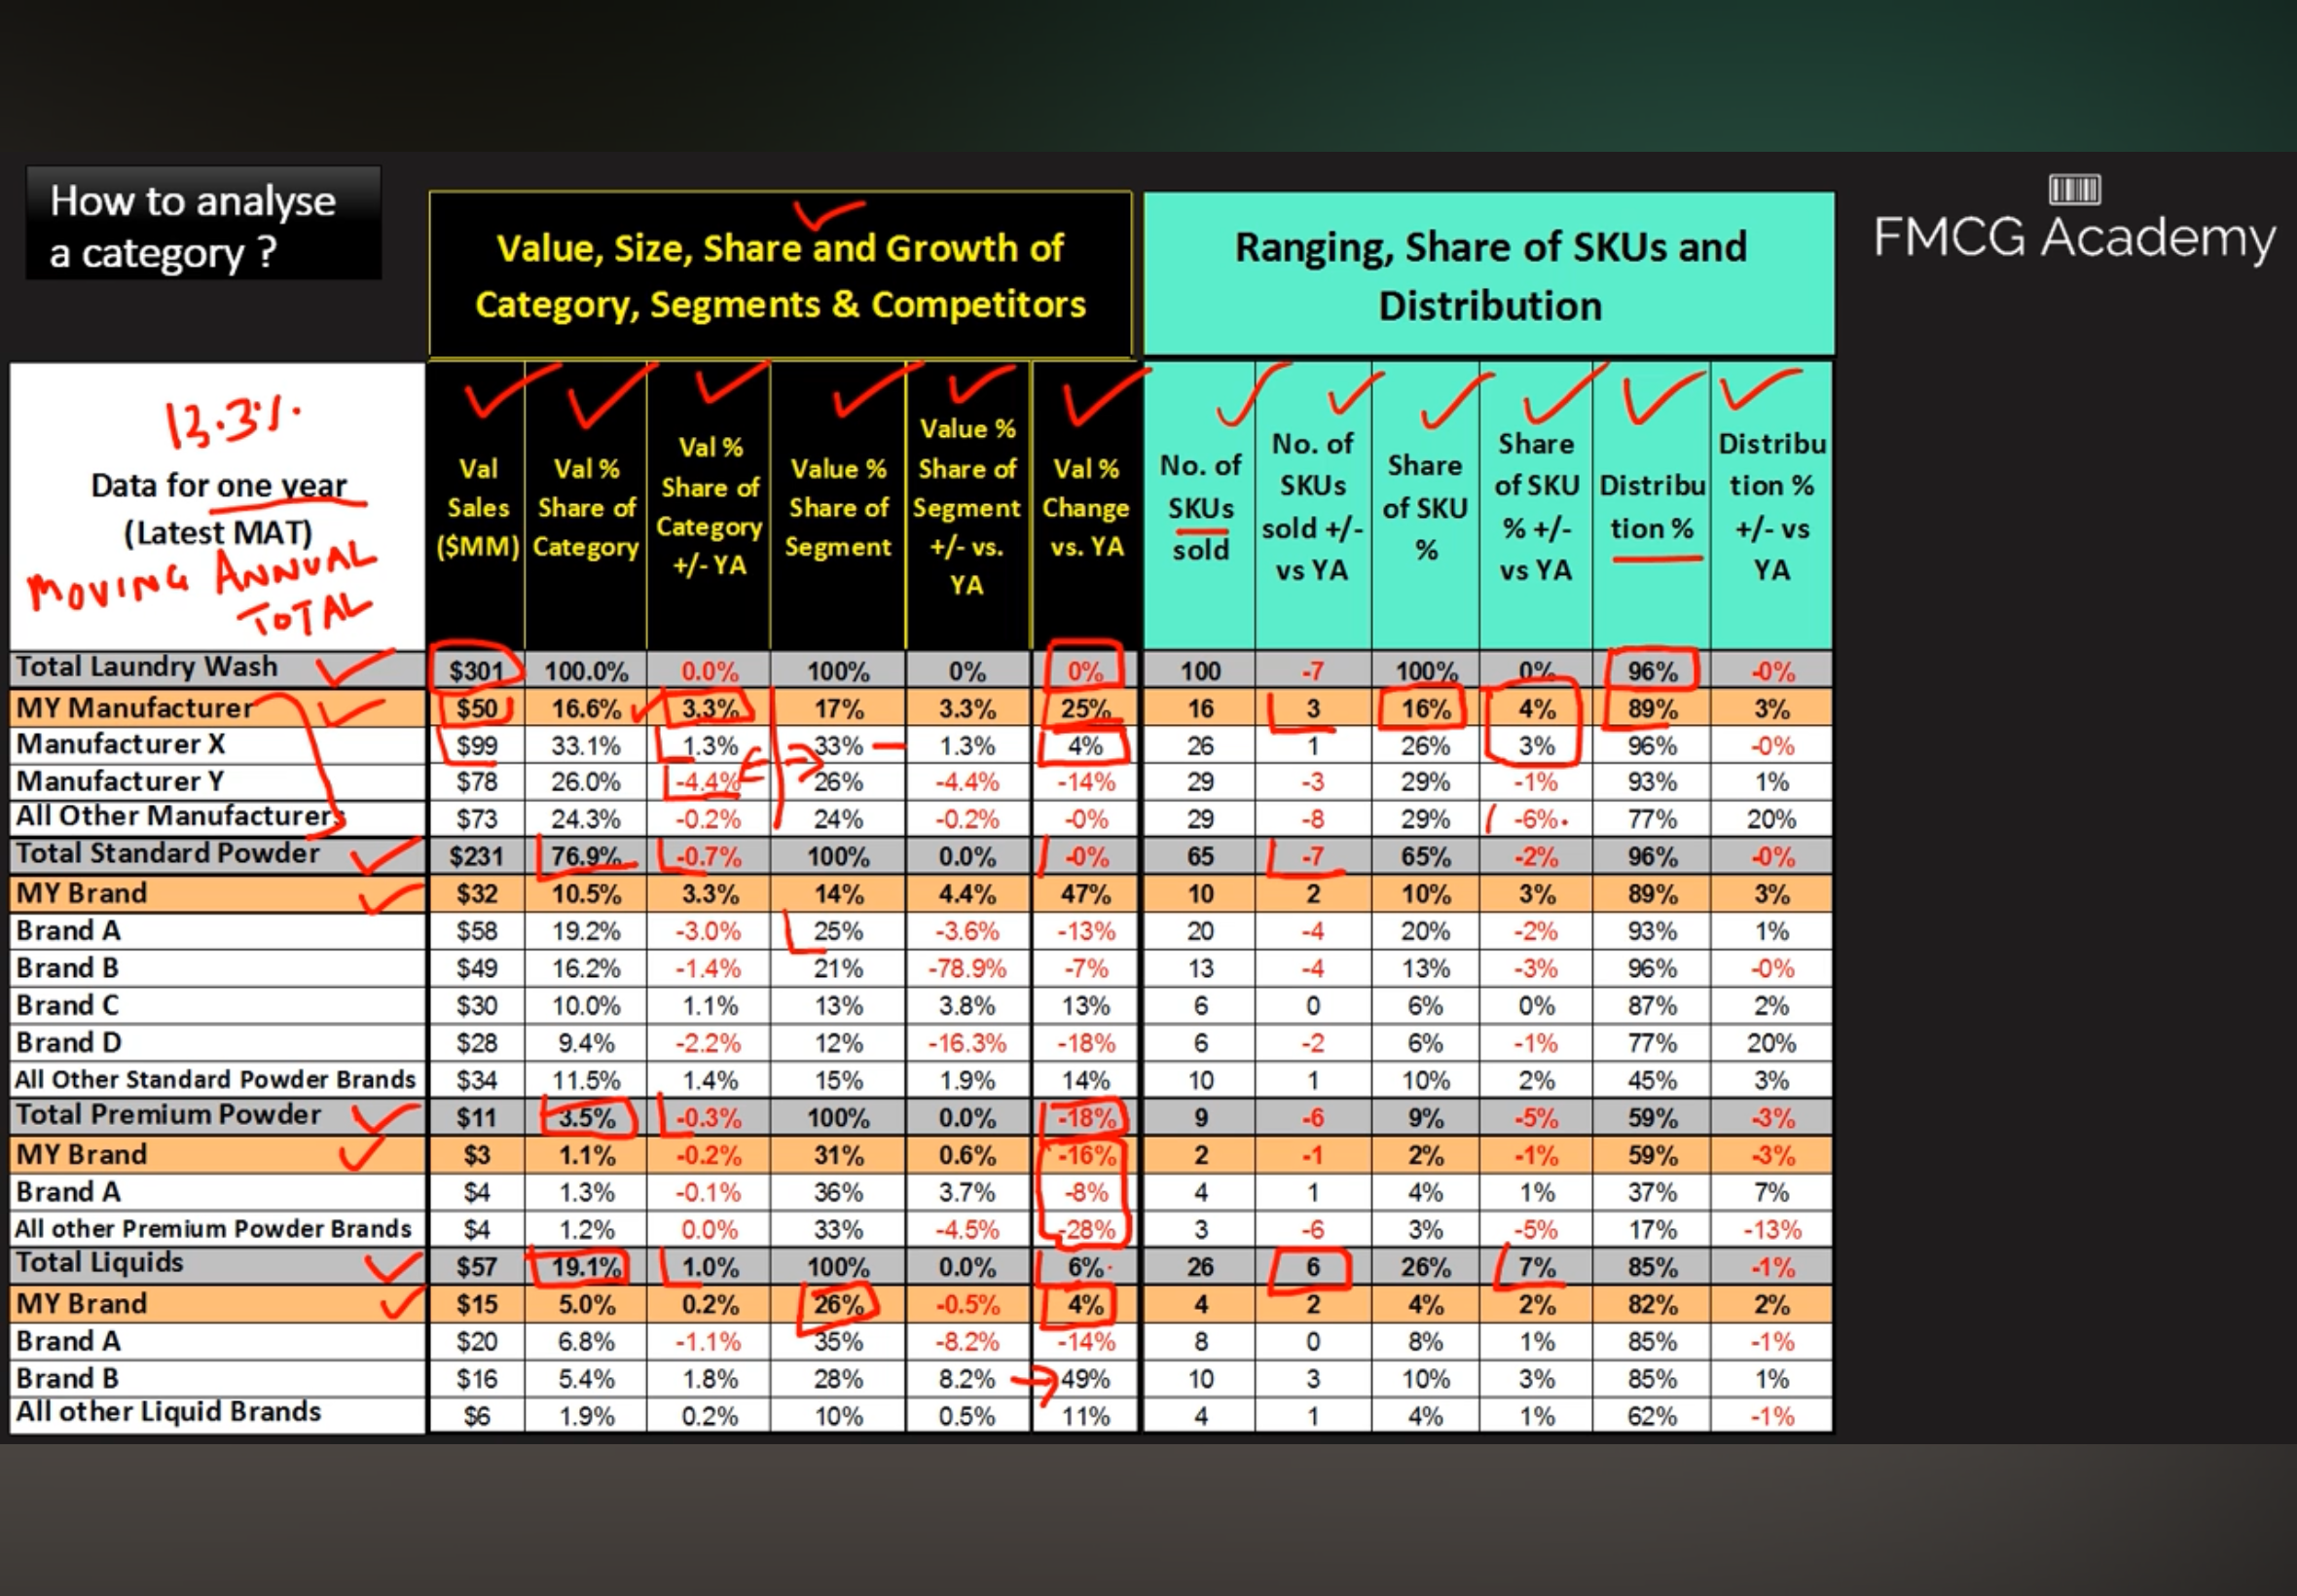 How to analyse
a category ?
Value, Size, Share and Growth of
Category, Segments & Competitors
Ranging, Share of SKUs and
Distribution
FMCG Academy
13.3%.
Data for one year
(Latest MAT)
MOVING ANNUAL
TOTAL
Val
Sales
($MM)
Val %
Share of
Category
Val %
Share of
Category
+/- YA
Value %
Share of
Segment
Value %
Share of
Segment
+/- vs.
YA
Val %
Change
vs. YA
No. of
SKUs
sold
No. of
SKUs
sold +/-
vs YA
Share
of SKU
%
Share
of SKU
% +/-
vs YA
Distribu
tion %
Distribu
tion %
+/- vs
YA
Total Laundry Wash $301 100.0% 0.0% 100% 0% 0% 100 -7 100% 0% 96% -0%
MY Manufacturer $50 16.6% 3.3% 17% 3.3% 25% 16 3 16% 4% 89% 3%
Manufacturer X $99 33.1% 1.3% 33% 1.3% 4% 26 1 26% 3% 96% -0%
Manufacturer Y $78 26.0% -4.4% 26% -4.4% -14% 29 -3 29% -1% 93% 1%
All Other Manufacturers $73 24.3% -0.2% 24% -0.2% -0% 29 -8 29% -6% 77% 20%
Total Standard Powder $231 76.9% -0.7% 100% 0.0% -0% 65 -7 65% -2% 96% -0%
MY Brand $32 10.5% 3.3% 14% 4.4% 47% 10 2 10% 3% 89% 3%
Brand A $58 19.2% -3.0% 25% -3.6% -13% 20 -4 20% -2% 93% 1%
Brand B $49 16.2% -1.4% 21% -78.9% -7% 13 -4 13% -3% 96% -0%
Brand C $30 10.0% 1.1% 13% 3.8% 13% 6 0 6% 0% 87% 2%
Brand D $28 9.4% -2.2% 12% -16.3% -18% 6 -2 6% -1% 77% 20%
All Other Standard Powder Brands $34 11.5% 1.4% 15% 1.9% 14% 10 1 10% 2% 45% 3%
Total Premium Powder $11 3.5% -0.3% 100% 0.0% -18% 9 -6 9% -5% 59% -3%
MY Brand $3 1.1% -0.2% 31% 0.6% -16% 2 -1 2% -1% 59% -3%
Brand A $4 1.3% -0.1% 36% 3.7% -8% 4 1 4% 1% 37% 7%
All other Premium Powder Brands $4 1.2% 0.0% 33% -4.5% -28% 3 -6 3% -5% 17% -13%
Total Liquids $57 19.1% 1.0% 100% 0.0% 6% 26 6 26% 7% 85% -1%
MY Brand $15 5.0% 0.2% 26% -0.5% 4% 4 2 4% 2% 82% 2%
Brand A $20 6.8% -1.1% 35% -8.2% -14% 8 0 8% 1% 85% -1%
Brand B $16 5.4% 1.8% 28% 8.2% 49% 10 3 10% 3% 85% 1%
All other Liquid Brands $6 1.9% 0.2% 10% 0.5% 11% 4 1 4% 1% 62% -1%